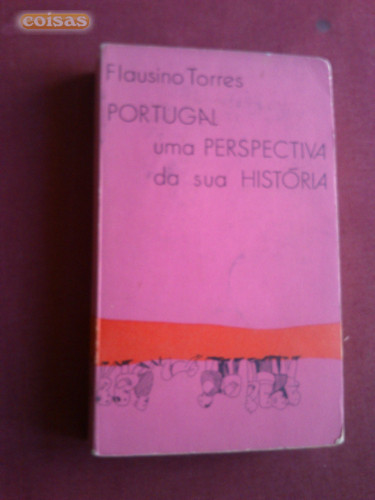 coisas
Flausino Torres
PORTUGAL
uma PERSPECTIVA
da sua HISTÓRIA